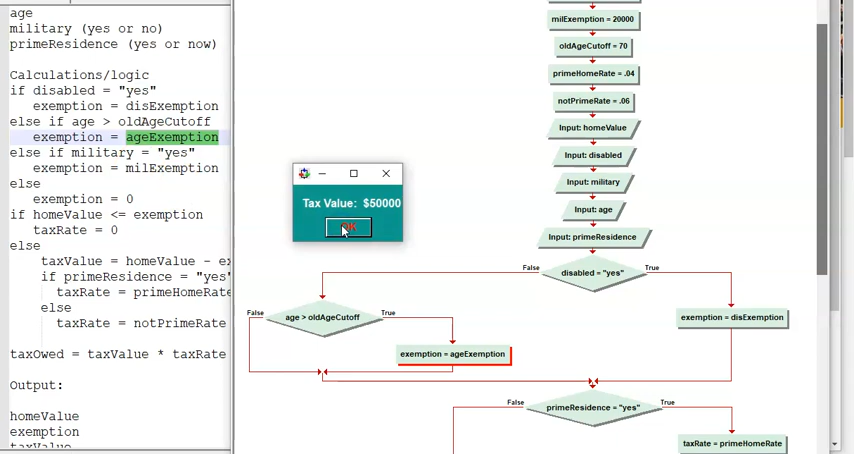 age
military (yes or no)
primeResidence (yes or now)
Calculations/logic
if disabled = "yes"
exemption = disExemption
else if age > oldAgeCutoff
exemption = ageExemption
else if military = "yes"
exemption = milExemption
else
exemption = 0
if homeValue <= exemption
taxRate = 0
else
taxValue = homeValue - ex
if primeResidence = "yes"
taxRate = primeHomeRate
else
taxRate = notPrimeRate
taxOwed = taxValue * taxRate
Output:
homeValue
exemption
taxValue
Tax Value: $50000
OK
milExemption = 20000
oldAgeCutoff = 70
primeHomeRate = .04
notPrimeRate = .06
Input: homeValue
Input: disabled
Input: military
Input: age
Input: primeResidence
False
disabled = "yes"
True
False
age > oldAgeCutoff
True
exemption = disExemption
exemption = ageExemption
False
primeResidence = "yes"
True
taxRate = primeHomeRate